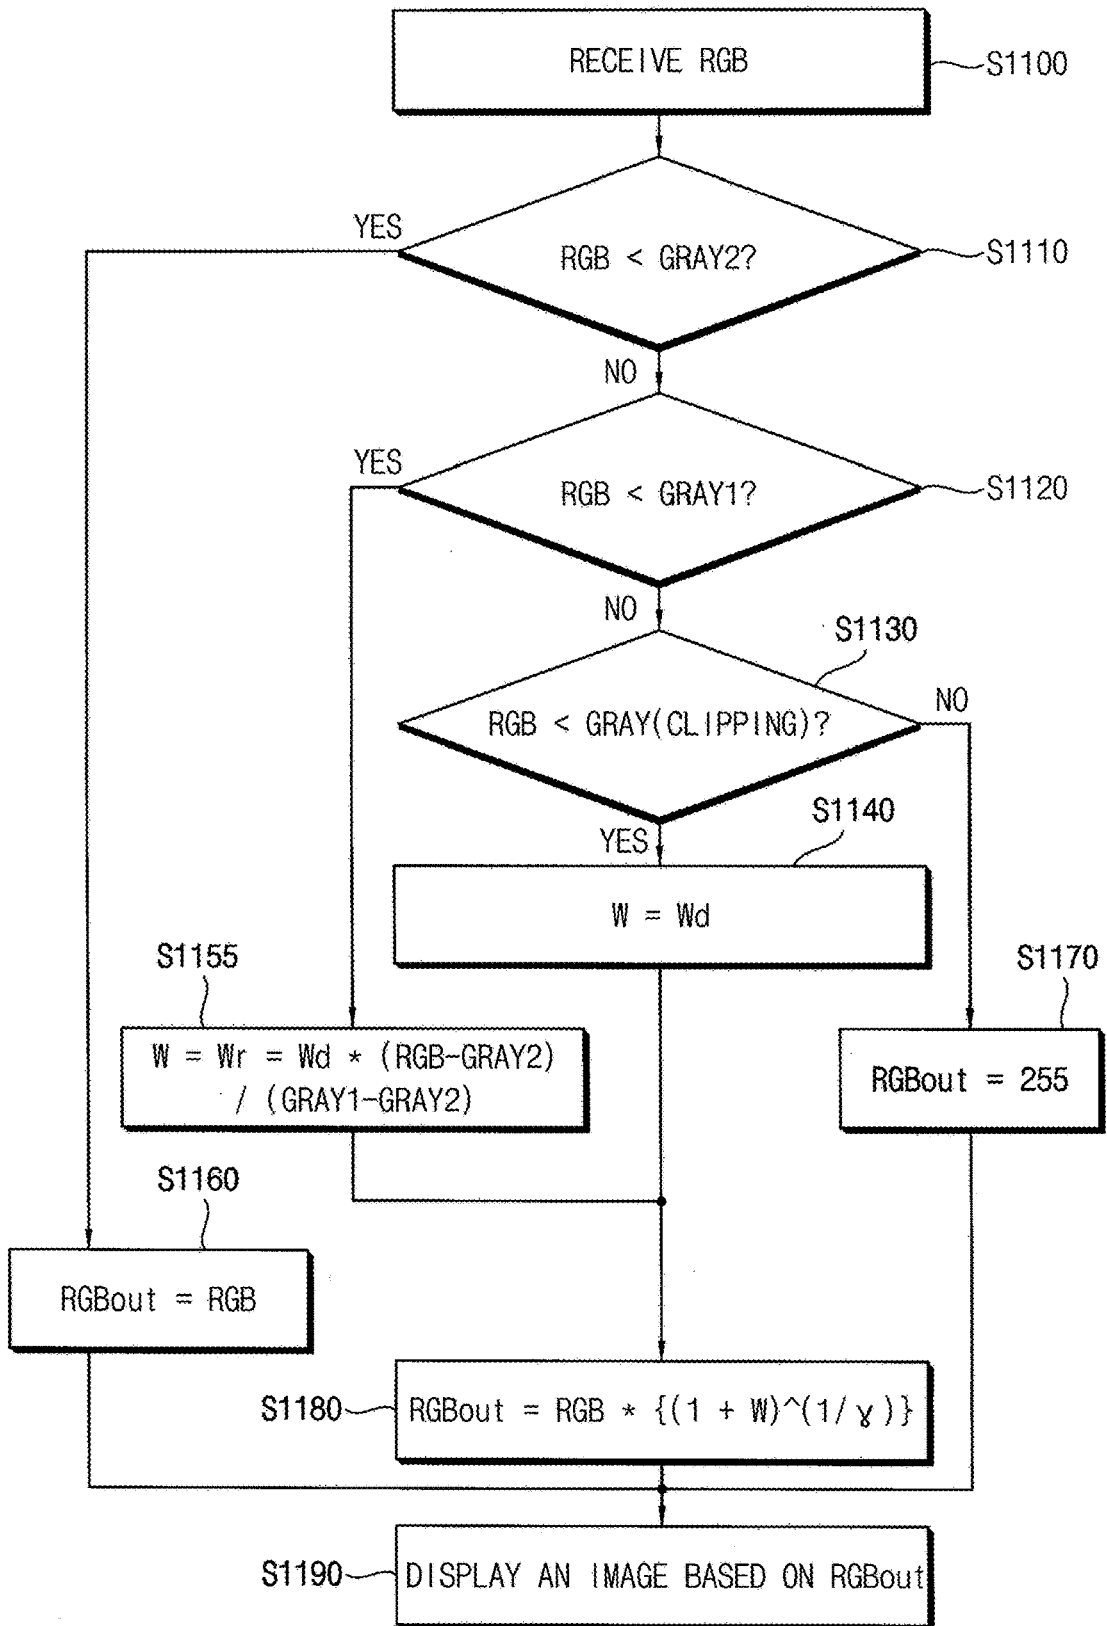 RECEIVE RGB
S1100
YES
RGB < GRAY2?
S1110
NO
YES
RGB < GRAY1?
S1120
NO
S1130
RGB < GRAY(CLIPPING)?
NO
YES
S1140
W = Wd
S1155
W = Wr = Wd * (RGB-GRAY2)
/ (GRAY1-GRAY2)
S1170
RGBout = 255
S1160
RGBout = RGB
S1180
RGBout = RGB * {(1 + W)^(1/γ)}
S1190
DISPLAY AN IMAGE BASED ON RGBout